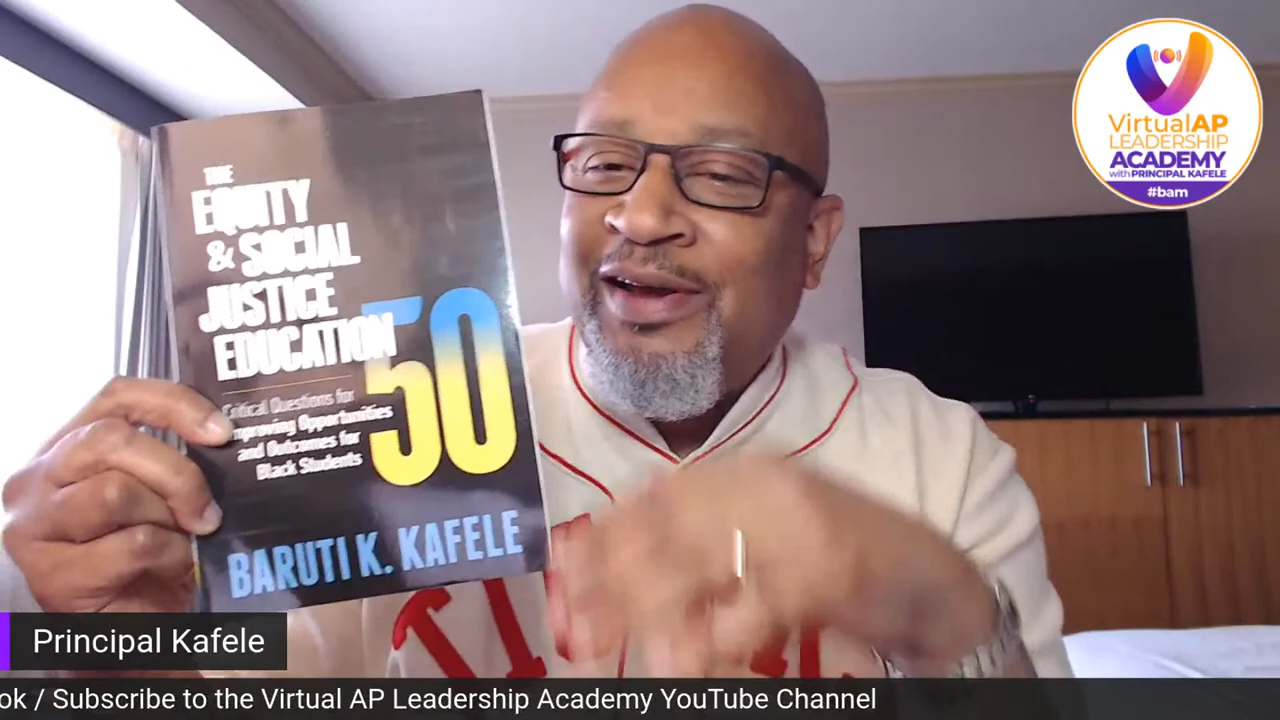 THE
EQUITY
& SOCIAL
JUSTICE
EDUCATION
50
Critical Questions for
Improving Opportunities
and Outcomes for
Black Students
BARUTI K. KAFELE
VirtualAP
LEADERSHIP
ACADEMY
with PRINCIPAL KAFELE
#bam
Principal Kafele
ok / Subscribe to the Virtual AP Leadership Academy YouTube Channel